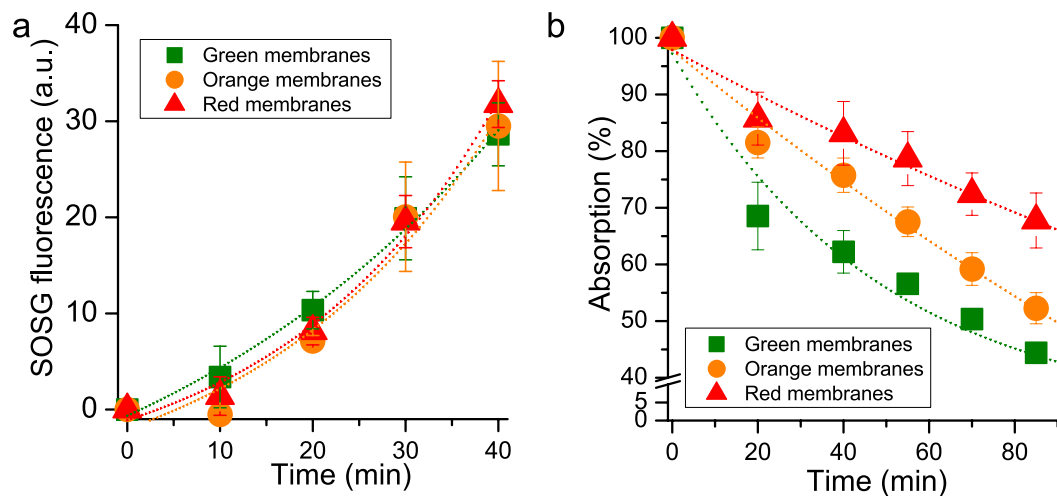 a
SOSG fluorescence (a.u.)
40
30
20
10
0
Green membranes
Orange membranes
Red membranes
0 10 20 30 40
Time (min)
b
Absorption (%)
100
90
80
70
60
50
40
5
0
Green membranes
Orange membranes
Red membranes
0 20 40 60 80
Time (min)